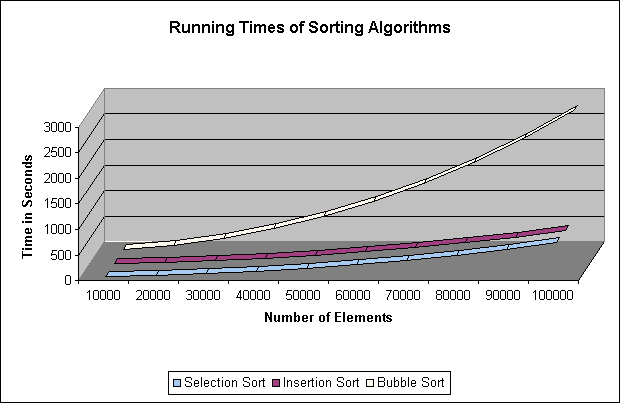 Running Times of Sorting Algorithms
3000
2500
2000
1500
1000
500
0
Time in Seconds
10000 20000 30000 40000 50000 60000 70000 80000 90000 100000
Number of Elements
Selection Sort Insertion Sort Bubble Sort